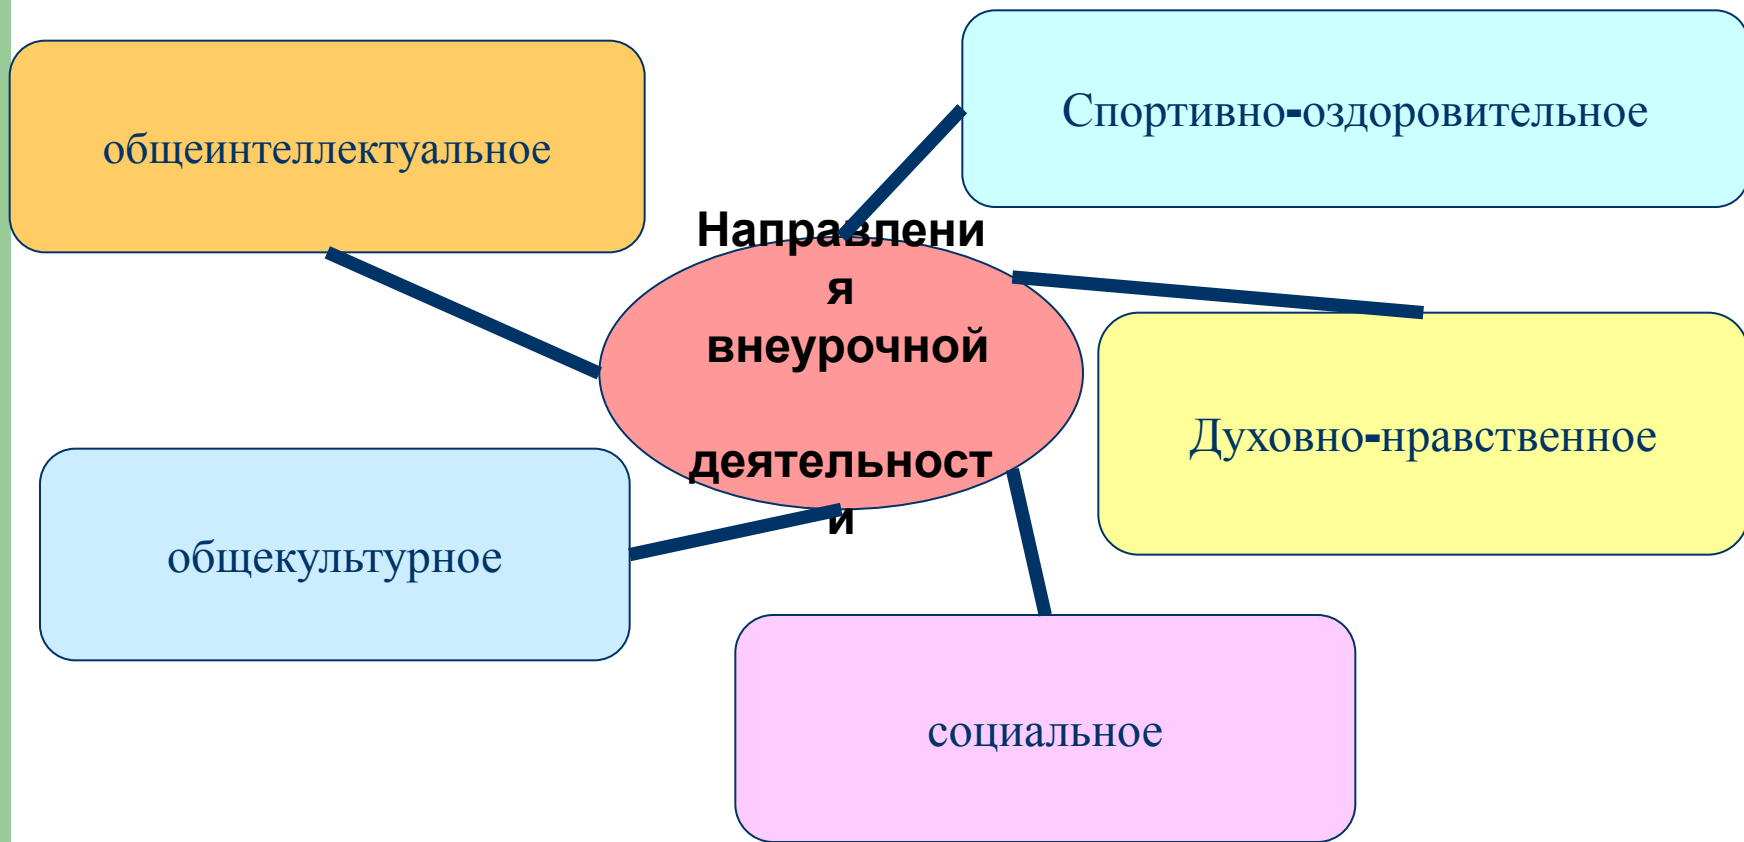 общеинтеллектуальное
Спортивно-оздоровительное
Направлени
я
внеурочной
деятельност
и
Духовно-нравственное
общекультурное
социальное